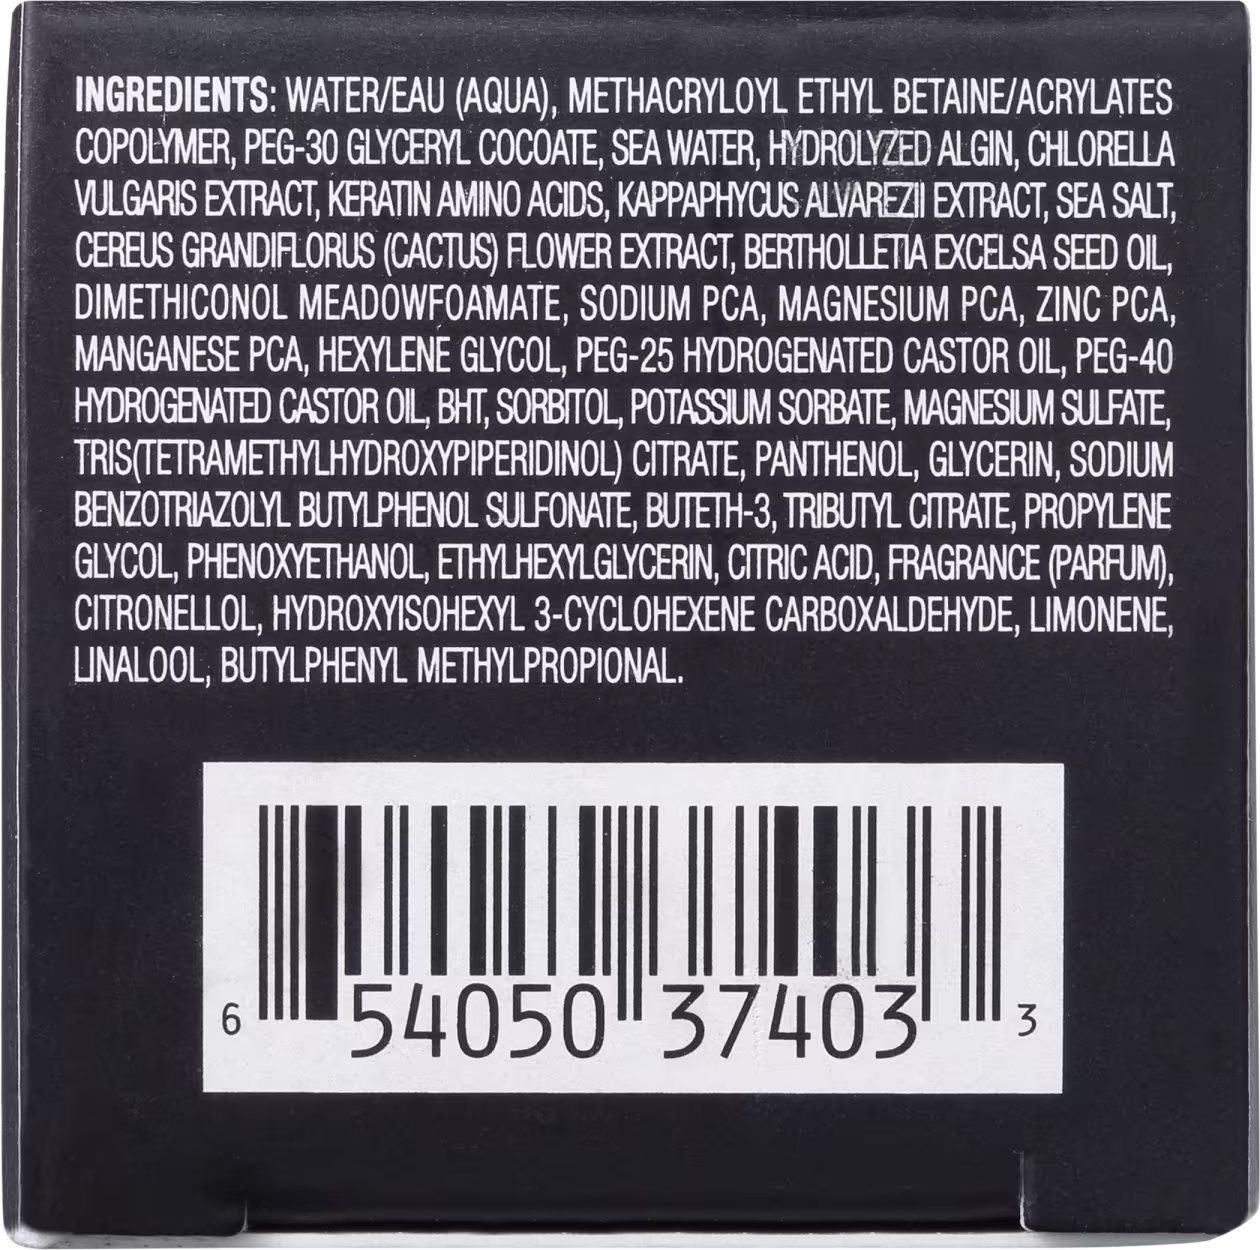 INGREDIENTS: WATER/EAU (AQUA), METHACRYLOYL ETHYL BETAINE/ACRYLATES
COPOLYMER, PEG-30 GLYCERYL COCOATE, SEA WATER, HYDROLYZED ALGIN, CHLORELLA
VULGARIS EXTRACT, KERATIN AMINO ACIDS, KAPPAPHYCUS ALVAREZII EXTRACT, SEA SALT,
CEREUS GRANDIFLORUS (CACTUS) FLOWER EXTRACT, BERTHOLLETIA EXCELSA SEED OIL,
DIMETHICONOL MEADOWFOAMATE, SODIUM PCA, MAGNESIUM PCA, ZINC PCA,
MANGANESE PCA, HEXYLENE GLYCOL, PEG-25 HYDROGENATED CASTOR OIL, PEG-40
HYDROGENATED CASTOR OIL, BHT, SORBITOL, POTASSIUM SORBATE, MAGNESIUM SULFATE,
TRIS(TETRAMETHYLHYDROXYPIPERIDINOL) CITRATE, PANTHENOL, GLYCERIN, SODIUM
BENZOTRIAZOLYL BUTYLPHENOL SULFONATE, BUTETH-3, TRIBUTYL CITRATE, PROPYLENE
GLYCOL, PHENOXYETHANOL, ETHYLHEXYLGLYCERIN, CITRIC ACID, FRAGRANCE (PARFUM),
CITRONELLOL, HYDROXYISOHEXYL 3-CYCLOHEXENE CARBOXALDEHYDE, LIMONENE,
LINALOOL, BUTYLPHENYL METHYLPROPIONAL.
6 54050 37403 3